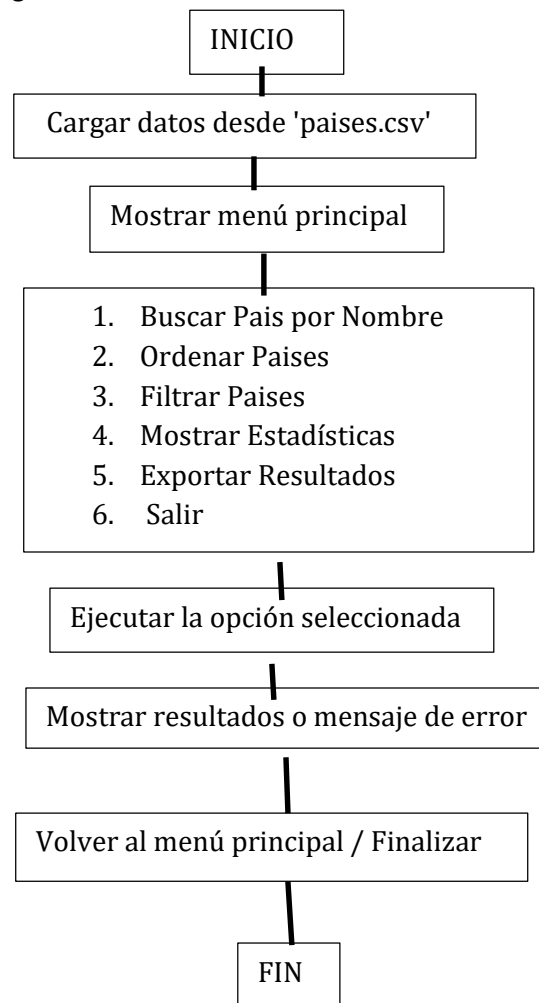 INICIO
Cargar datos desde 'paises.csv'
Mostrar menú principal
1. Buscar Pais por Nombre
2. Ordenar Paises
3. Filtrar Paises
4. Mostrar Estadísticas
5. Exportar Resultados
6. Salir
Ejecutar la opción seleccionada
Mostrar resultados o mensaje de error
Volver al menú principal / Finalizar
FIN